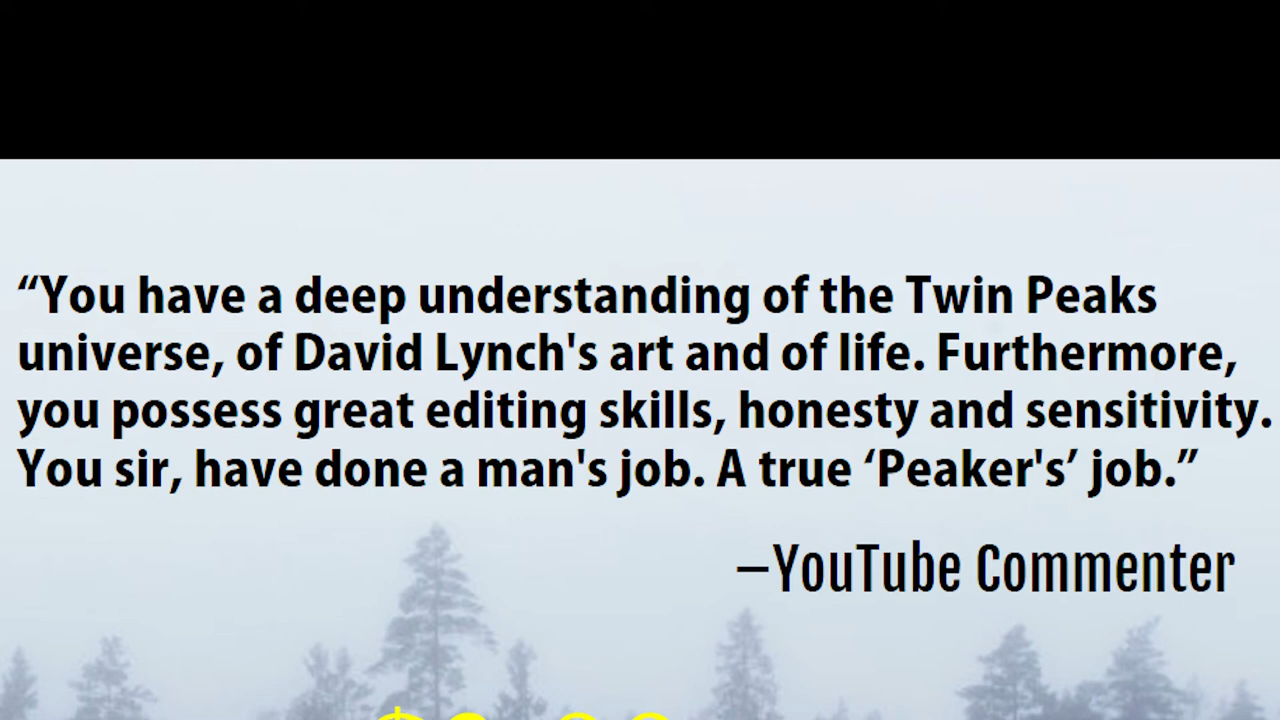 “You have a deep understanding of the Twin Peaks
universe, of David Lynch's art and of life. Furthermore,
you possess great editing skills, honesty and sensitivity.
You sir, have done a man's job. A true ‘Peaker's’ job.”
–YouTube Commenter